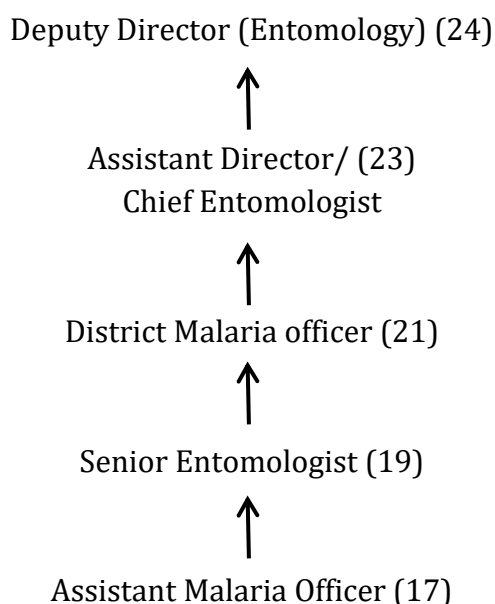 Deputy Director (Entomology) (24)
Assistant Director/ (23)
Chief Entomologist
District Malaria officer (21)
Senior Entomologist (19)
Assistant Malaria Officer (17)